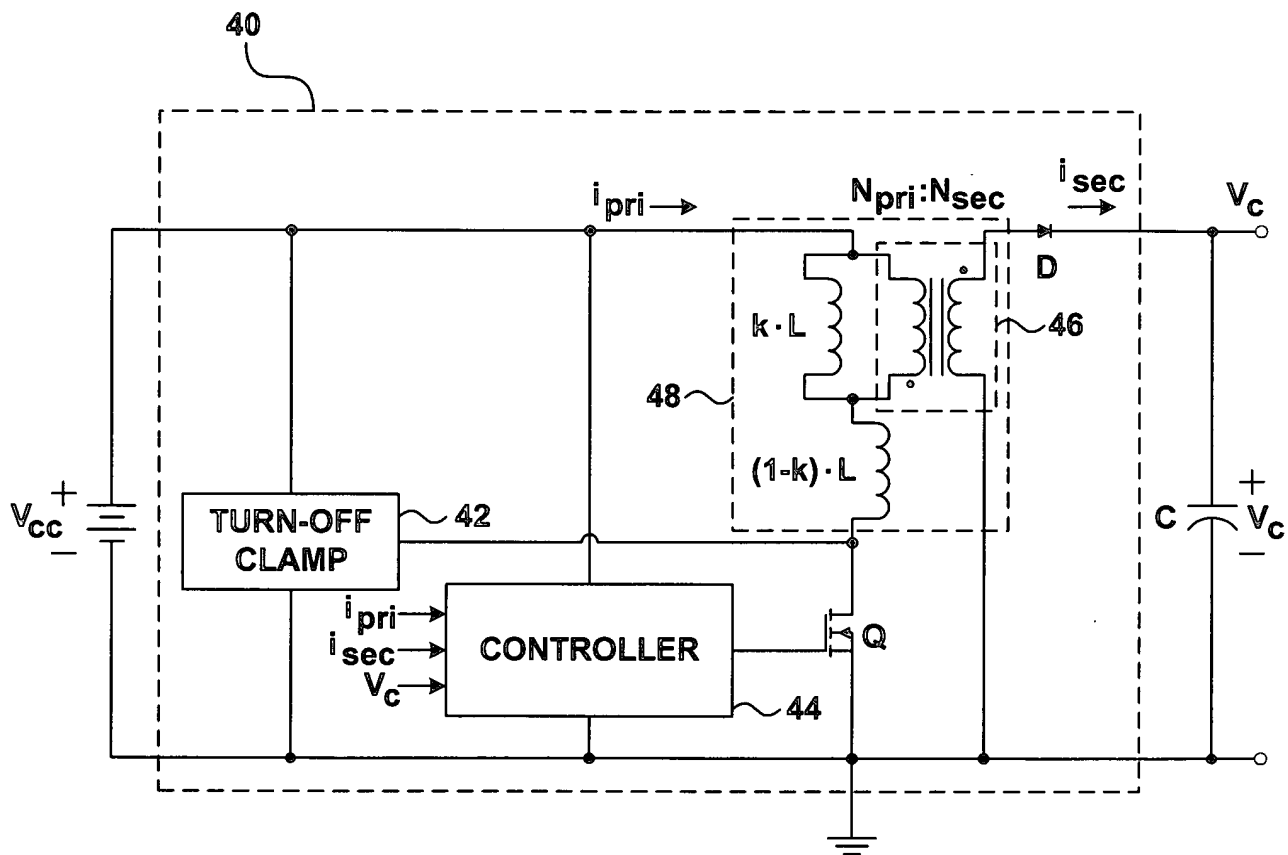 40
i_pri
N_pri:N_sec
i_sec
V_c
D
k · L
46
48
(1-k) · L
+
V_cc
−
TURN-OFF
CLAMP
42
C
+
V_c
−
i_pri
i_sec
V_c
CONTROLLER
Q
44